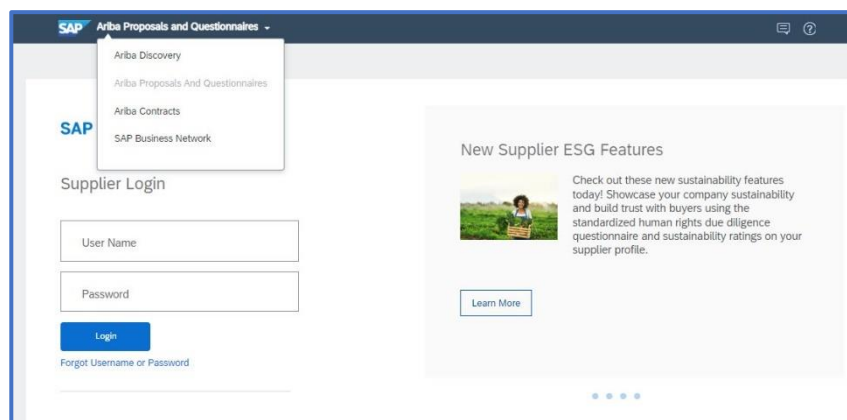 SAP Ariba Proposals and Questionnaires
Ariba Discovery
Ariba Proposals And Questionnaires
Ariba Contracts
SAP Business Network
SAP
Supplier Login
User Name
Password
Login
Forgot Username or Password
New Supplier ESG Features
Check out these new sustainability features
today! Showcase your company sustainability
and build trust with buyers using the
standardized human rights due diligence
questionnaire and sustainability ratings on your
supplier profile.
Learn More